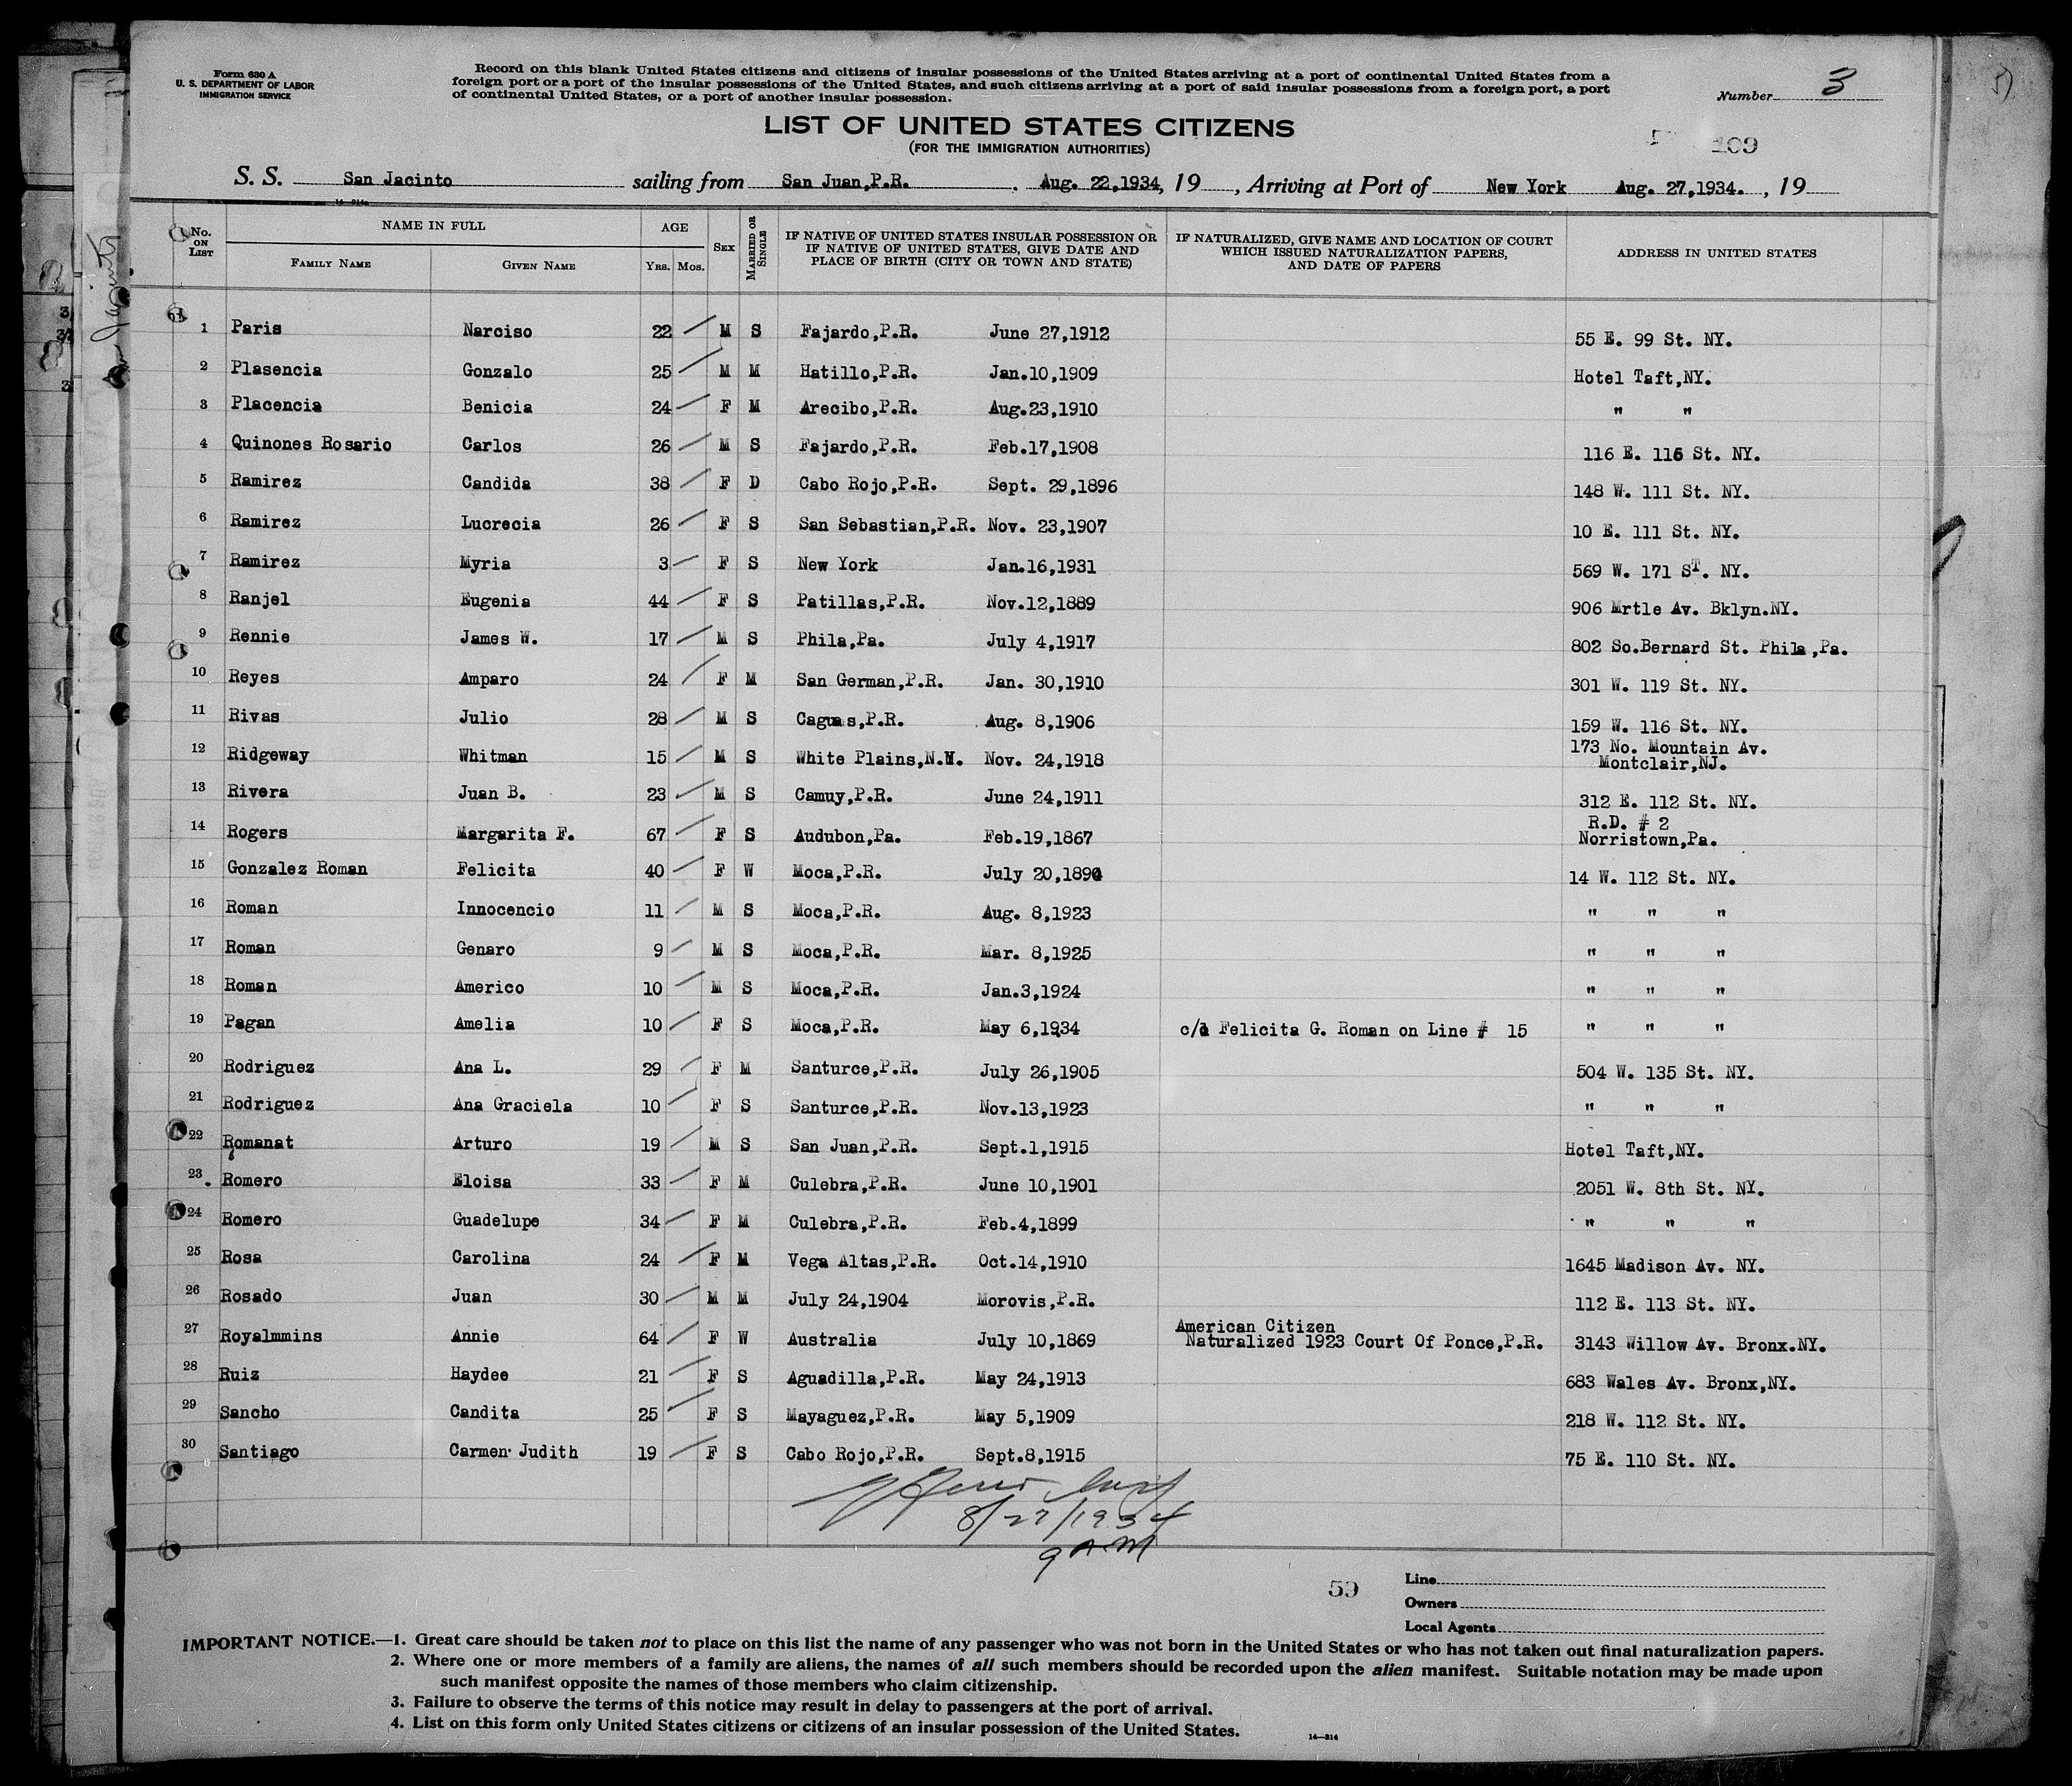 Form 630 A
U. S. DEPARTMENT OF LABOR
IMMIGRATION SERVICE
Record on this blank United States citizens and citizens of insular possessions of the United States arriving at a port of continental United States from a
foreign port or a port of the insular possessions of the United States, and such citizens arriving at a port of said insular possessions from a foreign port, a port
of continental United States, or a port of another insular possession.
Number 3
LIST OF UNITED STATES CITIZENS
(FOR THE IMMIGRATION AUTHORITIES)
109
S. S. San Jacinto sailing from San Juan,P.R. , Aug. 22,1934, 19 , Arriving at Port of New York Aug. 27,1934. , 19
No. ON LIST NAME IN FULL FAMILY NAME GIVEN NAME AGE YRS. MOS. SEX MARRIED OR SINGLE IF NATIVE OF UNITED STATES INSULAR POSSESSION OR IF NATIVE OF UNITED STATES, GIVE DATE AND PLACE OF BIRTH (CITY OR TOWN AND STATE) IF NATURALIZED, GIVE NAME AND LOCATION OF COURT WHICH ISSUED NATURALIZATION PAPERS, AND DATE OF PAPERS ADDRESS IN UNITED STATES
1 Paris Narciso 22 M S Fajardo,P.R. June 27,1912 55 E. 99 St. NY.
2 Plasencia Gonzalo 25 M M Hatillo,P.R. Jan.10,1909 Hotel Taft,NY.
3 Placencia Benicia 24 F M Arecibo,P.R. Aug.23,1910 " "
4 Quinones Rosario Carlos 26 M S Fajardo,P.R. Feb.17,1908 116 E. 116 St. NY.
5 Ramirez Candida 38 F D Cabo Rojo,P.R. Sept. 29,1896 148 W. 111 St. NY.
6 Ramirez Lucrecia 26 F S San Sebastian,P.R. Nov. 23,1907 10 E. 111 St. NY.
7 Ramirez Myria 3 F S New York Jan.16,1931 569 W. 171 ST. NY.
8 Ranjel Eugenia 44 F S Patillas,P.R. Nov.12,1889 906 Mrtle Av. Bklyn.NY.
9 Rennie James W. 17 M S Phila,Pa. July 4,1917 802 So.Bernard St. Phila,Pa.
10 Reyes Amparo 24 F M San German,P.R. Jan. 30,1910 301 W. 119 St. NY.
11 Rivas Julio 28 M S Caguas,P.R. Aug. 8,1906 159 W. 116 St. NY.
12 Ridgeway Whitman 15 M S White Plains,N.Y. Nov. 24,1918 173 No. Mountain Av.
Montclair,NJ.
13 Rivera Juan B. 23 M S Camuy,P.R. June 24,1911 312 E. 112 St. NY.
14 Rogers Margarita F. 67 F S Audubon,Pa. Feb.19,1867 R.D. # 2
Norristown,Pa.
15 Gonzalez Roman Felicita 40 F W Moca,P.R. July 20,1894 14 W. 112 St. NY.
16 Roman Innocencio 11 M S Moca,P.R. Aug. 8,1923 " " "
17 Roman Genaro 9 M S Moca,P.R. Mar. 8,1925 " " "
18 Roman Americo 10 M S Moca,P.R. Jan.3,1924 " " "
19 Pagan Amelia 10 F S Moca,P.R. May 6,1934 c/o Felicita G. Roman on Line # 15 " " "
20 Rodriguez Ana L. 29 F M Santurce,P.R. July 26,1905 504 W. 135 St. NY.
21 Rodriguez Ana Graciela 10 F S Santurce,P.R. Nov.13,1923 " " "
22 Romanat Arturo 19 M S San Juan,P.R. Sept.1,1915 Hotel Taft,NY.
23 Romero Eloisa 33 F M Culebra,P.R. June 10,1901 2051 W. 8th St. NY.
24 Romero Guadelupe 34 F M Culebra,P.R. Feb.4,1899 " " "
25 Rosa Carolina 24 F M Vega Altas,P.R. Oct.14,1910 1645 Madison Av. NY.
26 Rosado Juan 30 M M July 24,1904 Morovis,P.R. 112 E. 113 St. NY.
27 Royalmmins Annie 64 F W Australia July 10,1869 American Citizen
Naturalized 1923 Court Of Ponce,P.R. 3143 Willow Av. Bronx.NY.
28 Ruiz Haydee 21 F S Aguadilla,P.R. May 24,1913 683 Wales Av. Bronx,NY.
29 Sancho Candita 25 F S Mayaguez,P.R. May 5,1909 218 W. 112 St. NY.
30 Santiago Carmen Judith 19 F S Cabo Rojo,P.R. Sept.8,1915 75 E. 110 St. NY.
8/27/1934
9 AM
59
Line
Owners
Local Agents
IMPORTANT NOTICE.—1. Great care should be taken not to place on this list the name of any passenger who was not born in the United States or who has not taken out final naturalization papers.
2. Where one or more members of a family are aliens, the names of all such members should be recorded upon the alien manifest. Suitable notation may be made upon
such manifest opposite the names of those members who claim citizenship.
3. Failure to observe the terms of this notice may result in delay to passengers at the port of arrival.
4. List on this form only United States citizens or citizens of an insular possession of the United States.
14—314